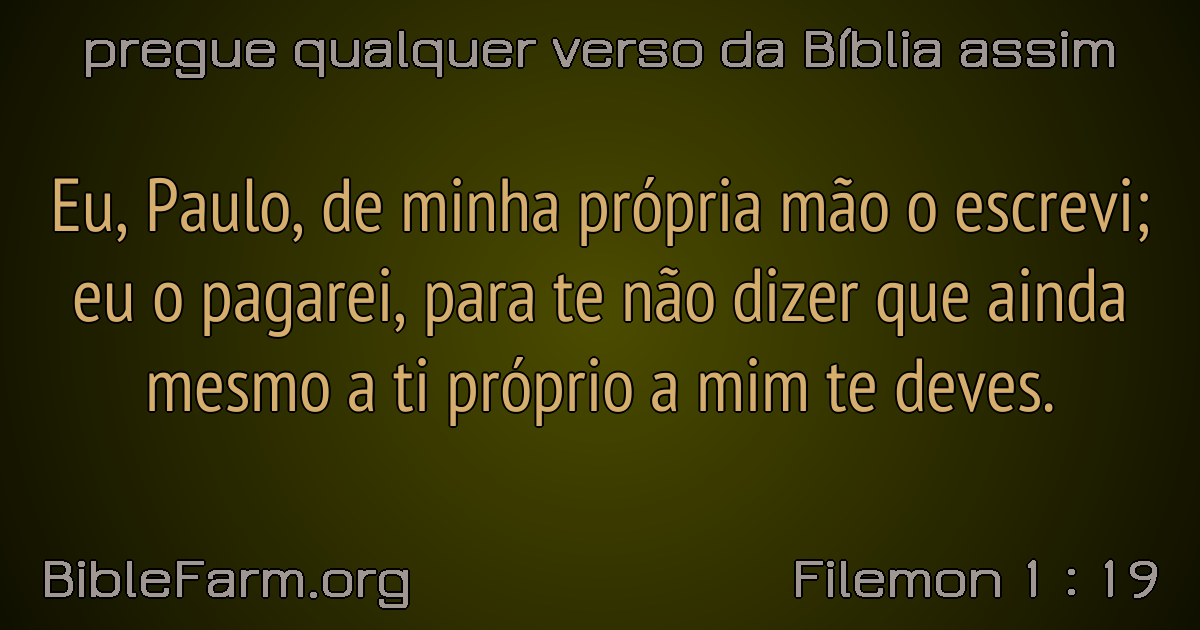 pregue qualquer verso da Bíblia assim
Eu, Paulo, de minha própria mão o escrevi;
eu o pagarei, para te não dizer que ainda
mesmo a ti próprio a mim te deves.
BibleFarm.org
Filemon 1 : 19